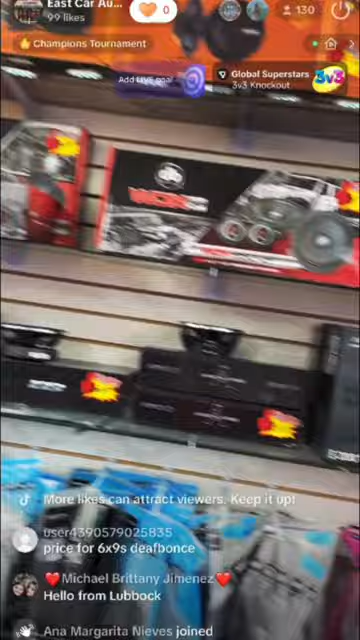 East Car Au...
99 likes
0
130
Champions Tournament
Add LIVE goal
Global Superstars
3v3 Knockout
3v3
More likes can attract viewers. Keep it up!
user4390579025835
price for 6x9s deafbonce
Michael Brittany Jimenez
Hello from Lubbock
Ana Margarita Nieves joined